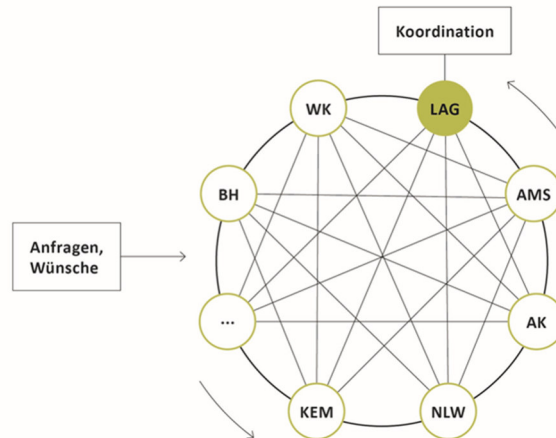 Koordination
WK
LAG
BH
AMS
Anfragen,
Wünsche
...
AK
KEM
NLW